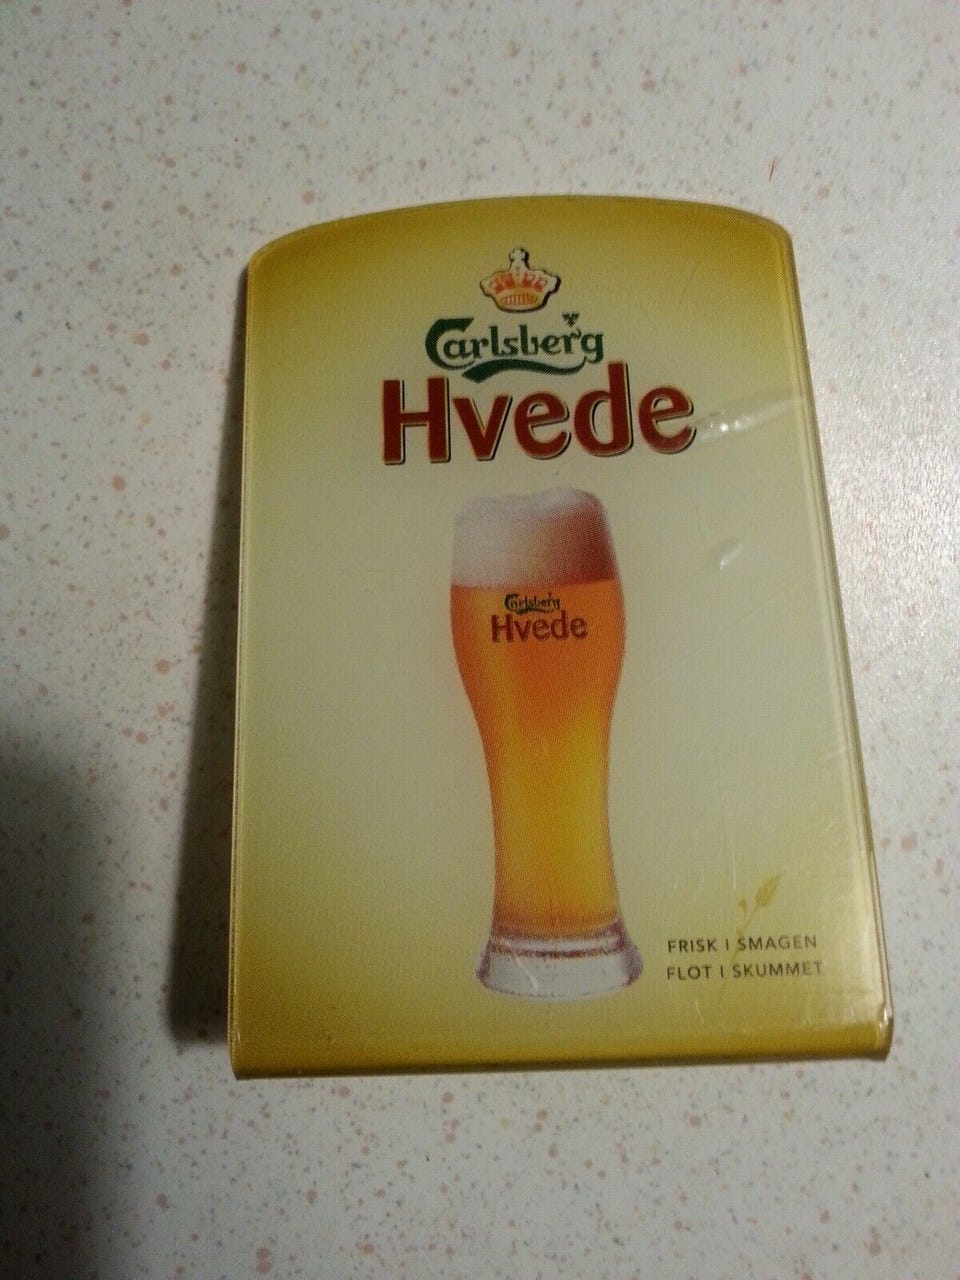 Carlsberg
Hvede
Carlsberg
Hvede
FRISK I SMAGEN
FLOT I SKUMMET